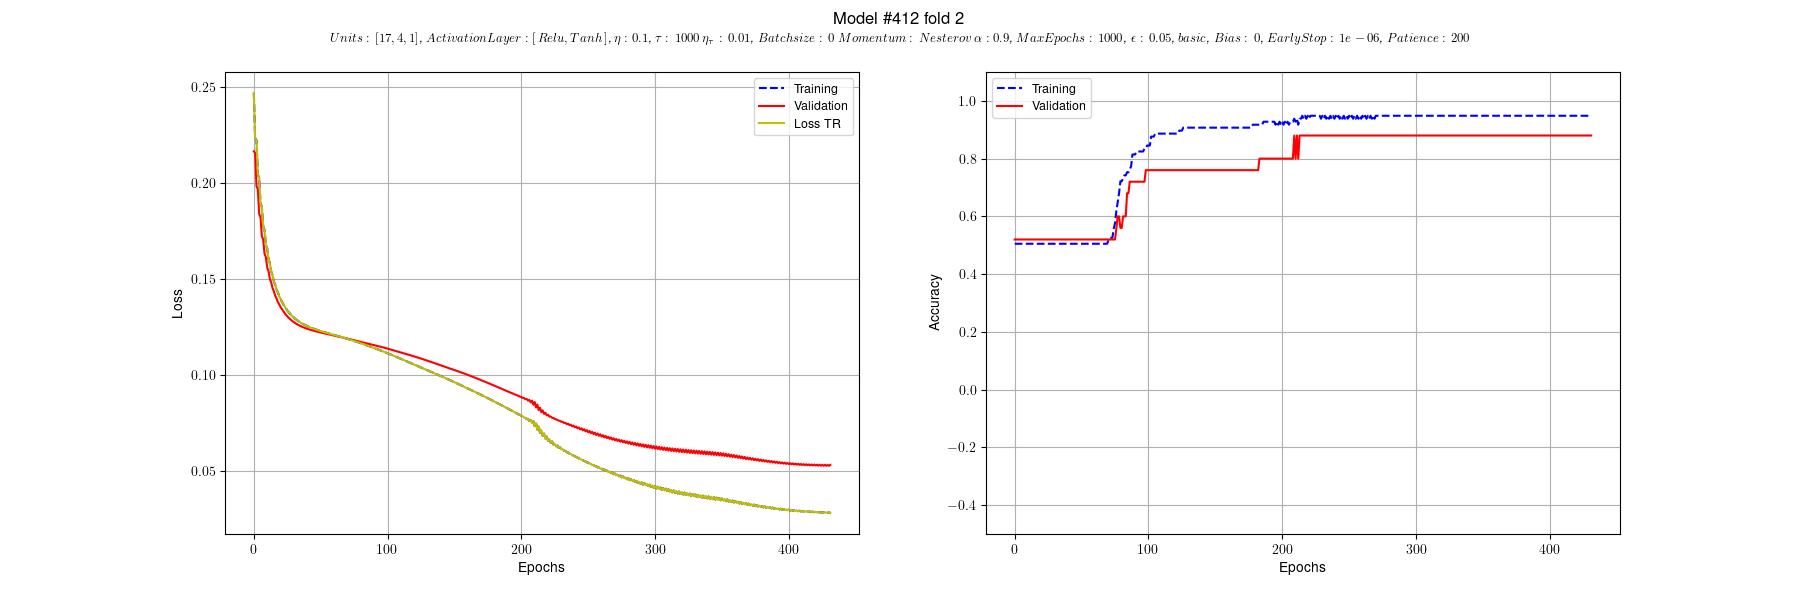 Model #412 fold 2
Units : [17, 4, 1], ActivationLayer : [ Relu, Tanh ], η : 0.1, τ : 1000 ητ : 0.01, Batchsize : 0 Momentum : Nesterov α : 0.9, MaxEpochs : 1000, ϵ : 0.05, basic, Bias : 0, EarlyStop : 1e − 06, Patience : 200
0.25
0.20
0.15
0.10
0.05
Loss
0 100 200 300 400
Epochs
Training
Validation
Loss TR
1.0
0.8
0.6
0.4
0.2
0.0
−0.2
−0.4
Accuracy
0 100 200 300 400
Epochs
Training
Validation